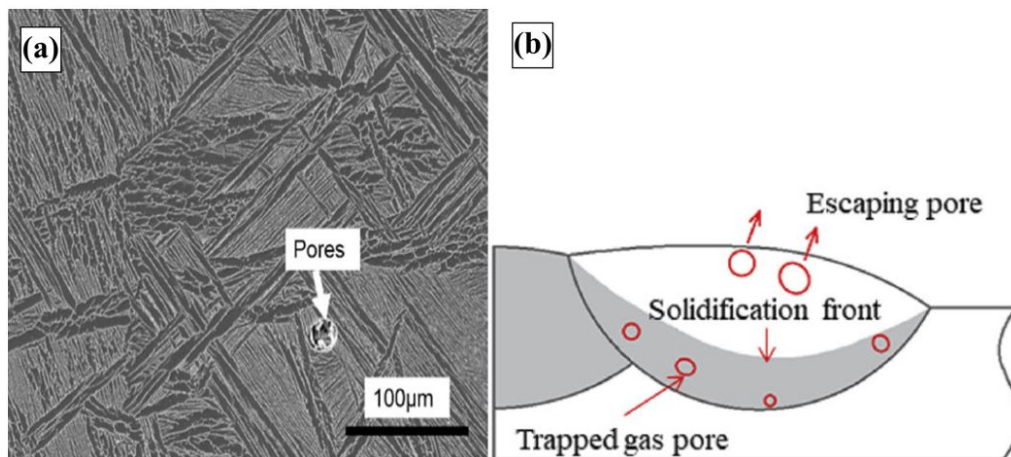 (a)
Pores
100µm
(b)
Escaping pore
Solidification front
Trapped gas pore